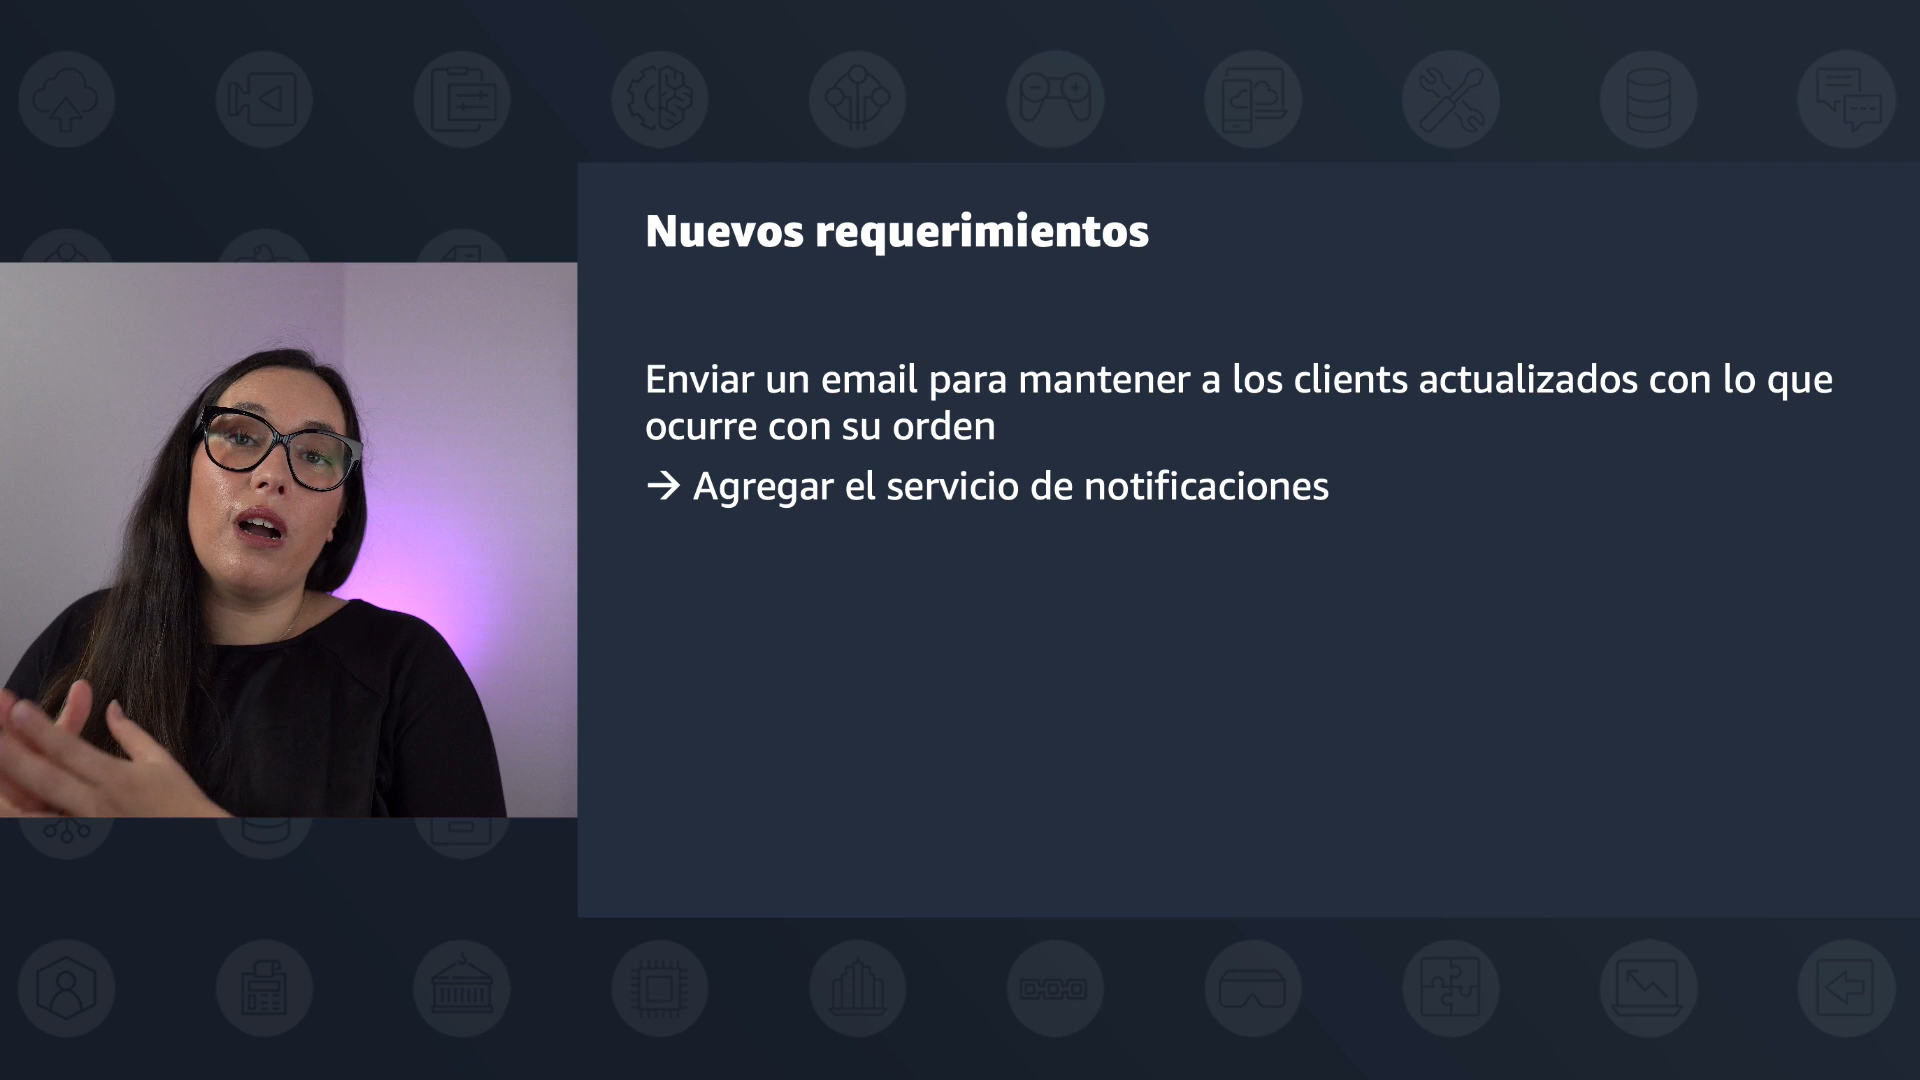 Nuevos requerimientos
Enviar un email para mantener a los clients actualizados con lo que
ocurre con su orden
→ Agregar el servicio de notificaciones